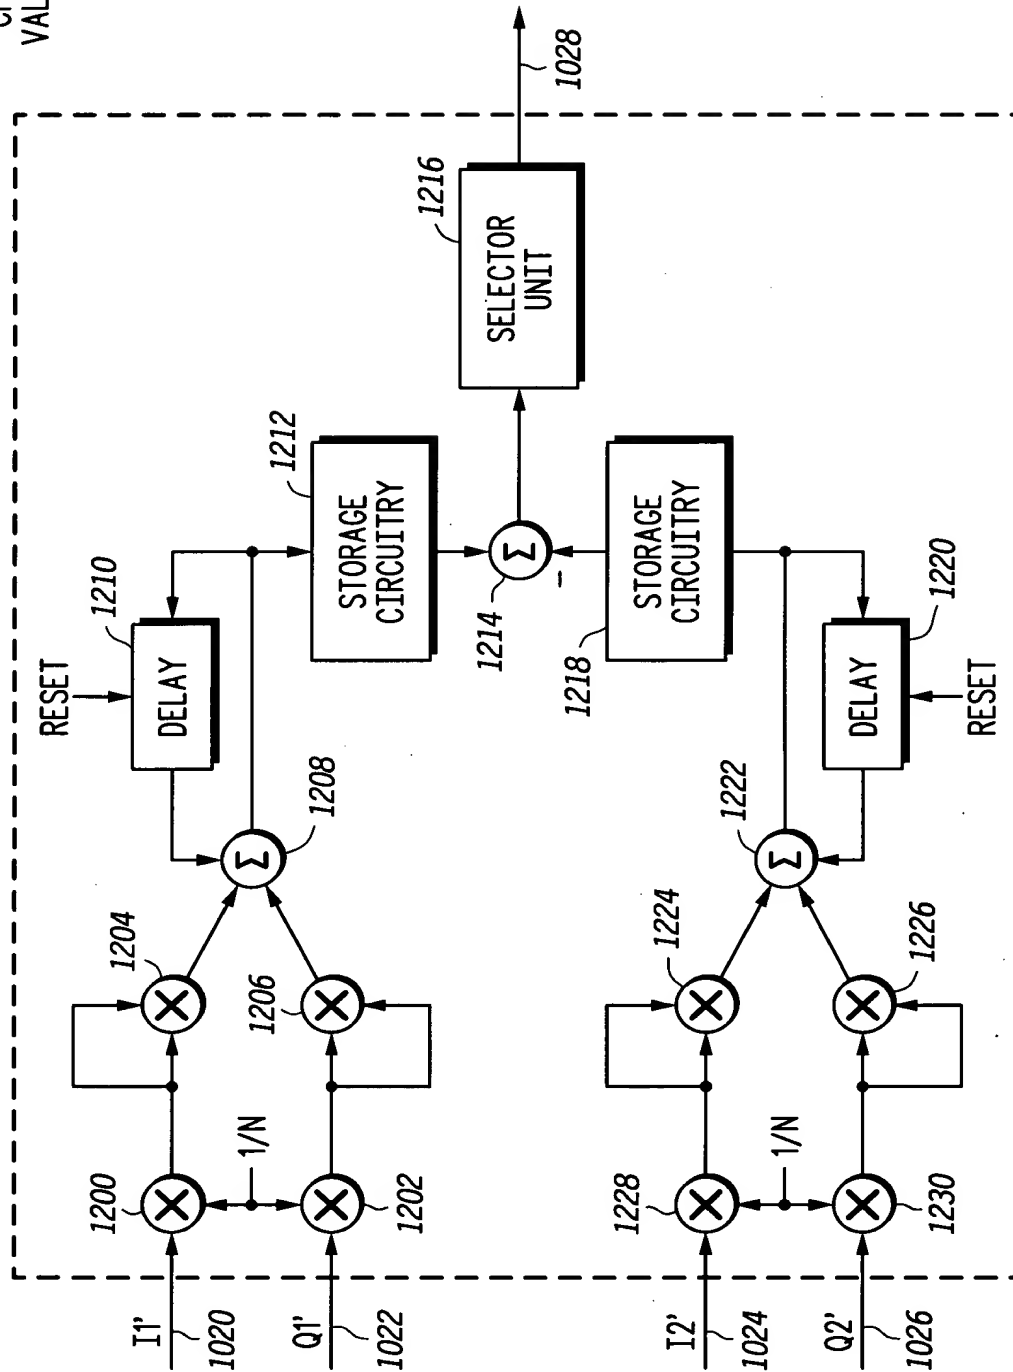 VAL
1028
1216
SELECTOR
UNIT
1212
STORAGE
CIRCUITRY
1214
Σ
-
1218
STORAGE
CIRCUITRY
RESET
1210
DELAY
1208
Σ
1222
Σ
1220
DELAY
RESET
1204
1206
1224
1226
1200
1/N
1202
1228
1/N
1230
I1'
1020
Q1'
1022
I2'
1024
Q2'
1026